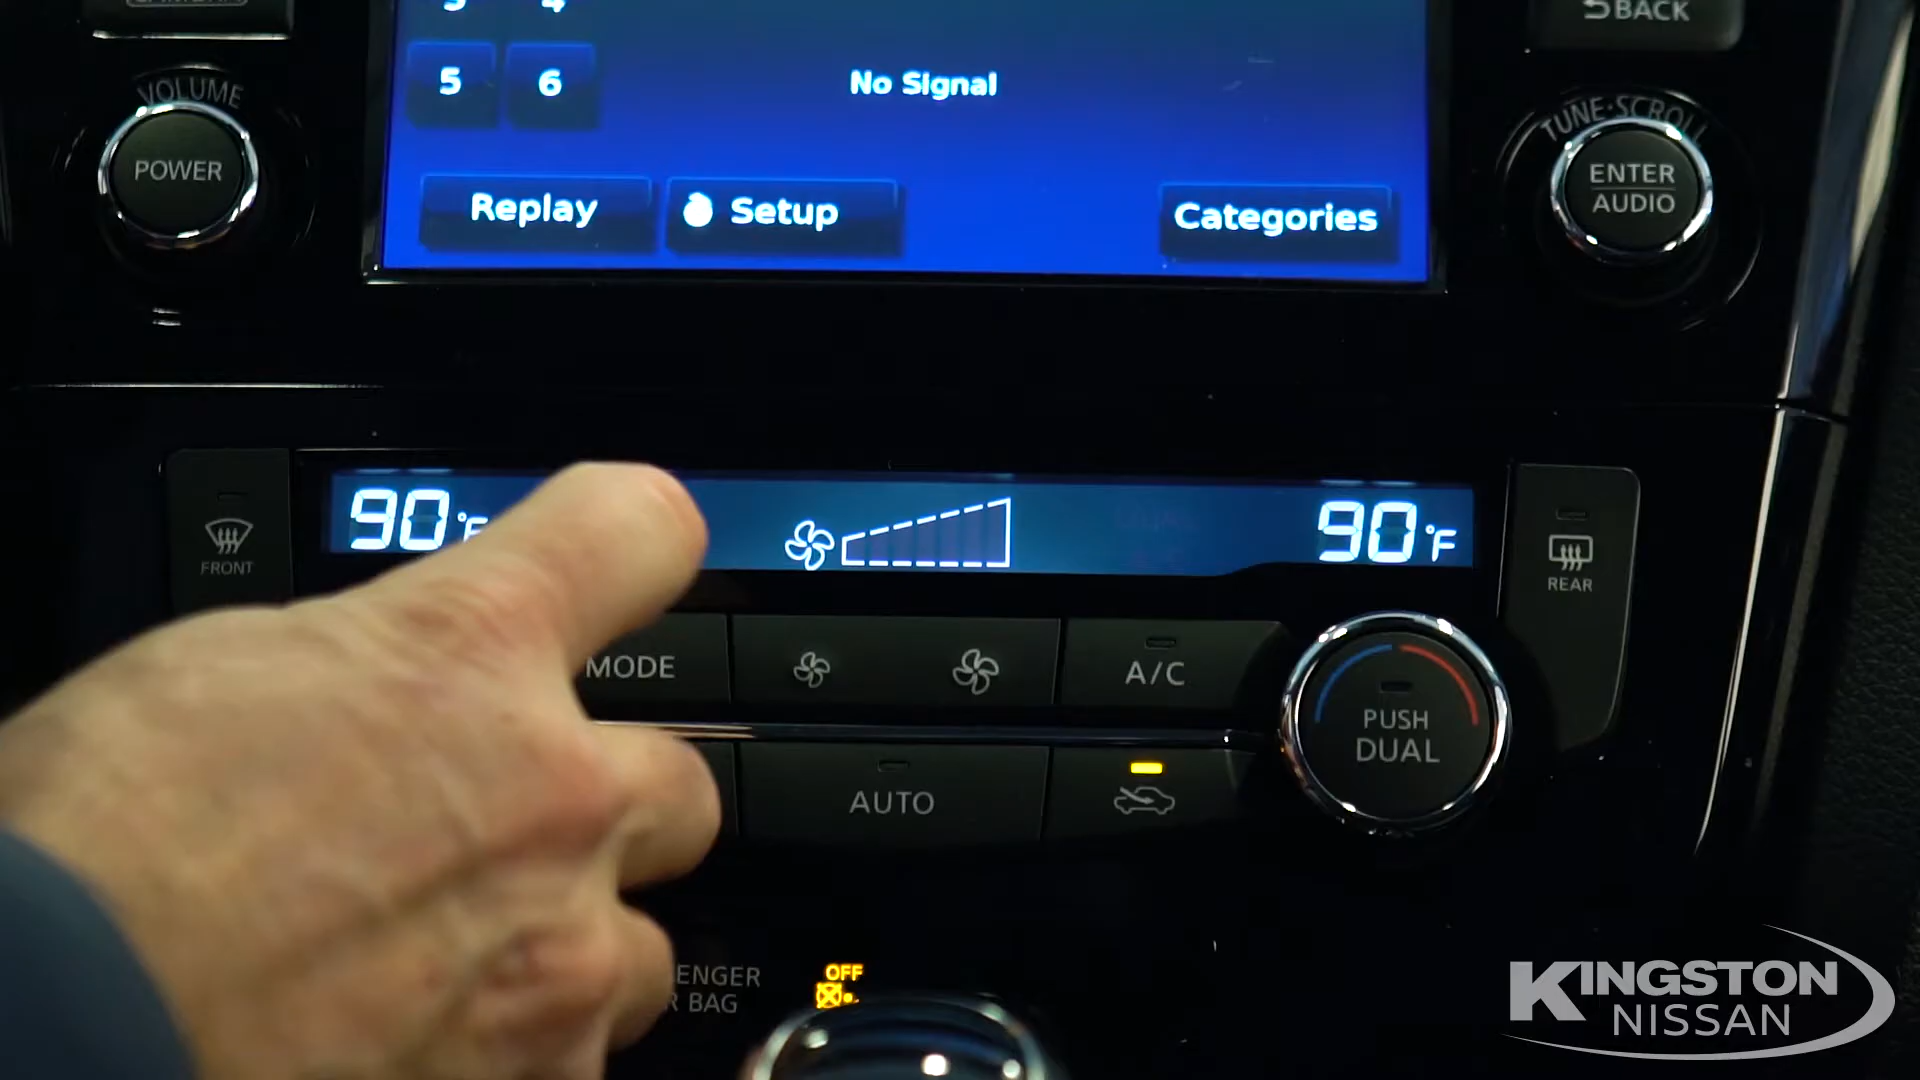 BACK
VOLUME
POWER
5
6
No Signal
Replay
Setup
Categories
TUNE·SCROLL
ENTER
AUDIO
90°F
90°F
FRONT
REAR
MODE
A/C
PUSH
DUAL
AUTO
ENGER
R BAG
OFF
KINGSTON
NISSAN